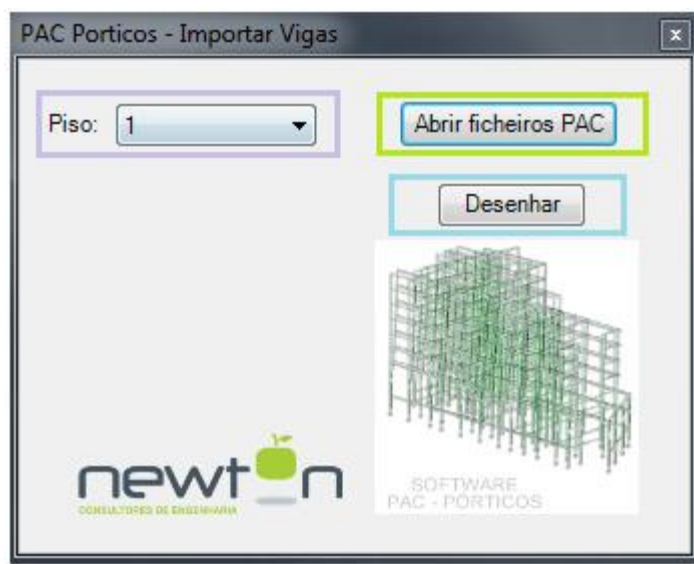 PAC Porticos - Importar Vigas
x
Piso: 1
Abrir ficheiros PAC
Desenhar
newton
CONSULTORES DE ENGENHARIA
SOFTWARE
PAC - PÓRTICOS